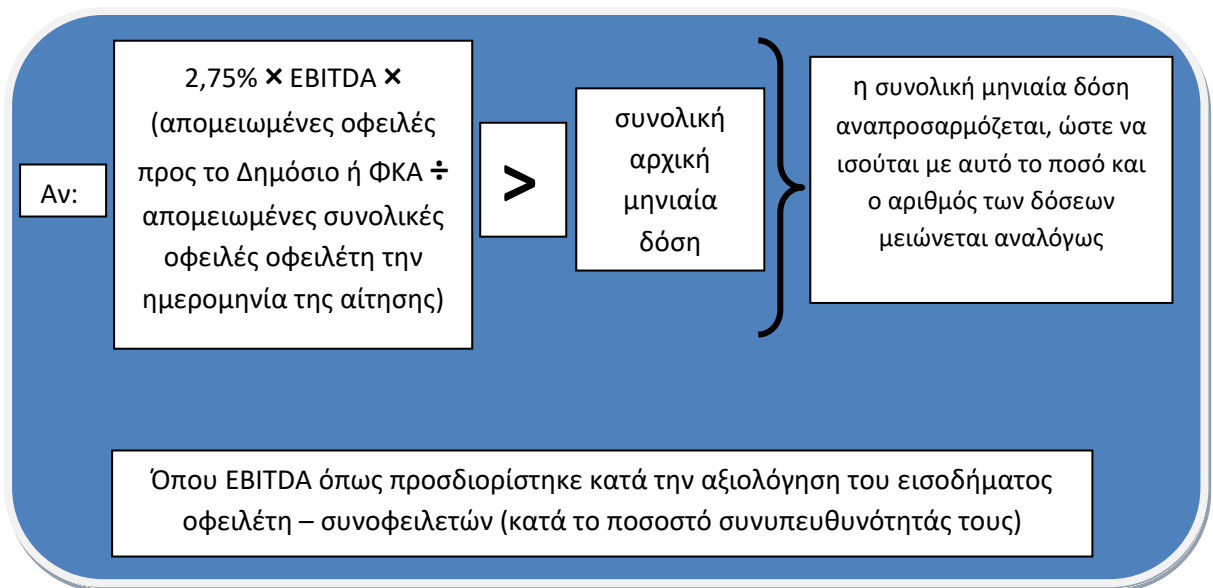 Αν:
2,75% × EBITDA ×
(απομειωμένες οφειλές
προς το Δημόσιο ή ΦΚΑ ÷
απομειωμένες συνολικές
οφειλές οφειλέτη την
ημερομηνία της αίτησης)
>
συνολική
αρχική
μηνιαία
δόση
η συνολική μηνιαία δόση
αναπροσαρμόζεται, ώστε να
ισούται με αυτό το ποσό και
ο αριθμός των δόσεων
μειώνεται αναλόγως
Όπου EBITDA όπως προσδιορίστηκε κατά την αξιολόγηση του εισοδήματος
οφειλέτη – συνοφειλετών (κατά το ποσοστό συνυπευθυνότητάς τους)